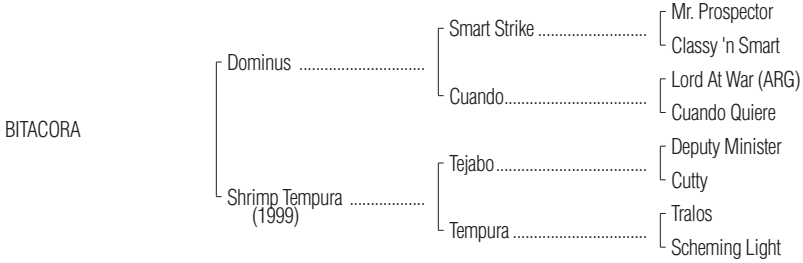 Mr. Prospector
Smart Strike ..........................
Classy 'n Smart
Dominus ..............................
Lord At War (ARG)
Cuando...................................
Cuando Quiere
BITACORA
Deputy Minister
Tejabo.....................................
Cutty
Shrimp Tempura ..................
(1999)
Tralos
Tempura .................................
Scheming Light